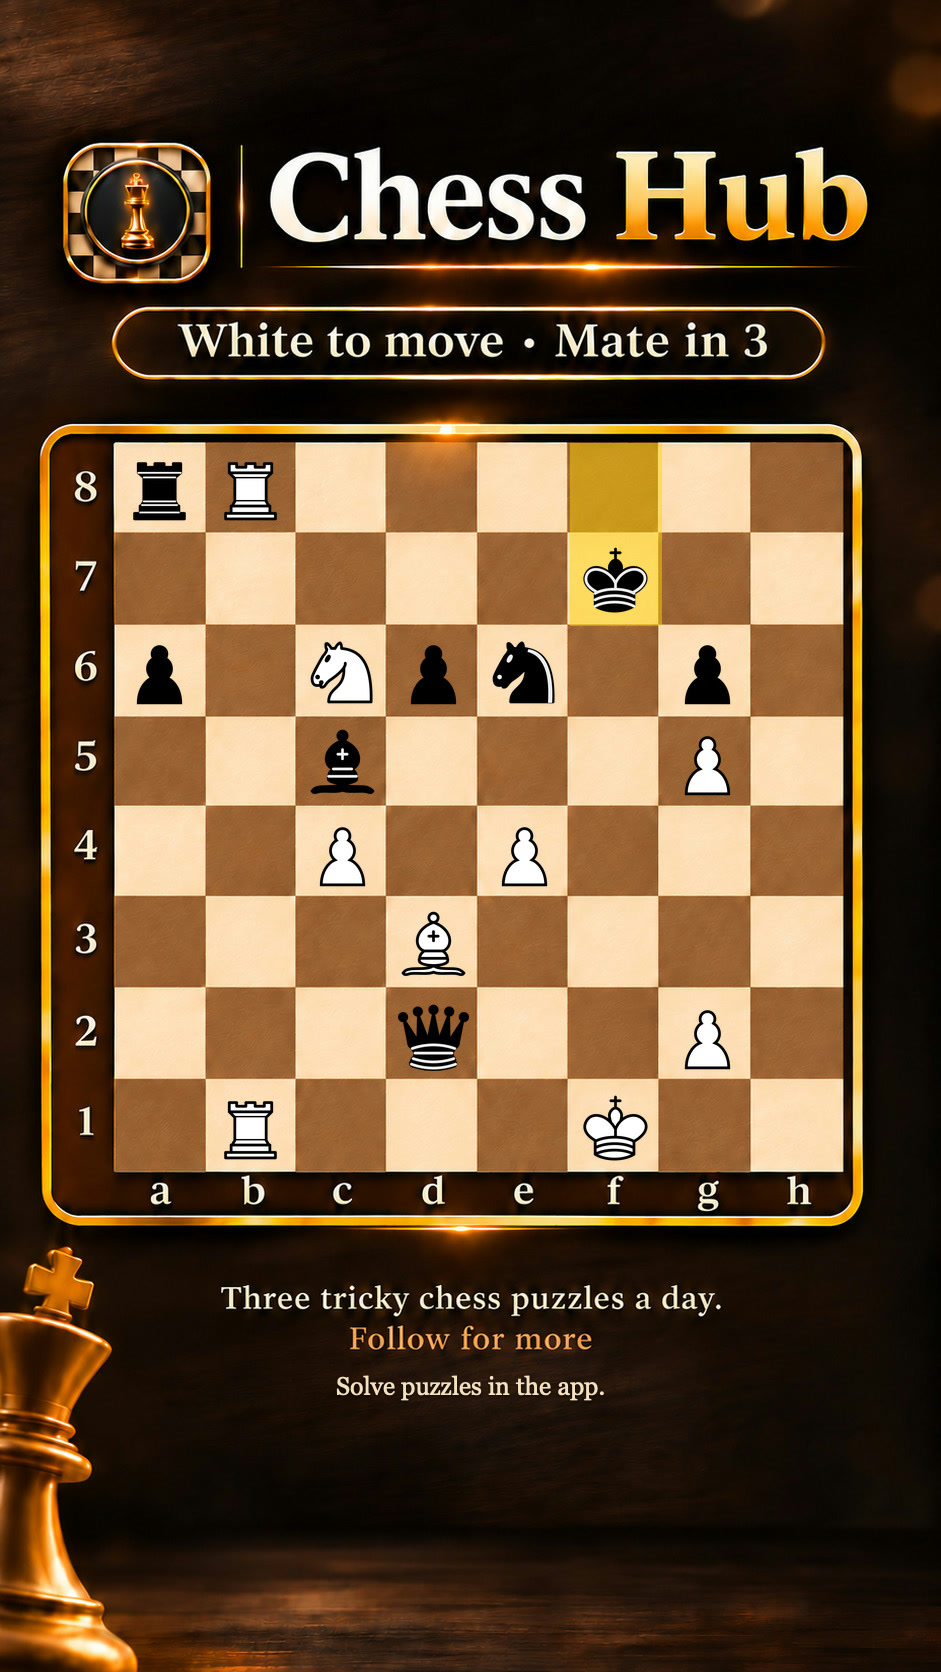 Chess Hub
White to move • Mate in 3
8
7
6
5
4
3
2
1
a b c d e f g h
Three tricky chess puzzles a day.
Follow for more
Solve puzzles in the app.